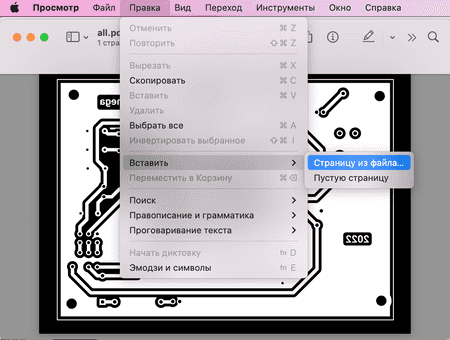 Просмотр Файл Правка Вид Переход Инструменты Окно Справка
all.pd
1 стра
Отменить ⌘ Z
Повторить ⇧⌘ Z
Вырезать ⌘ X
Скопировать ⌘ C
Вставить ⌘ V
Удалить
Выбрать все ⌘ A
Инвертировать выбранное ⇧⌘ I
Вставить >
Страницу из файла...
Переместить в Корзину ⌘⌫
Пустую страницу
Поиск >
Правописание и грамматика >
Проговаривание текста >
Начать диктовку fn D
Эмодзи и символы fn E
2022